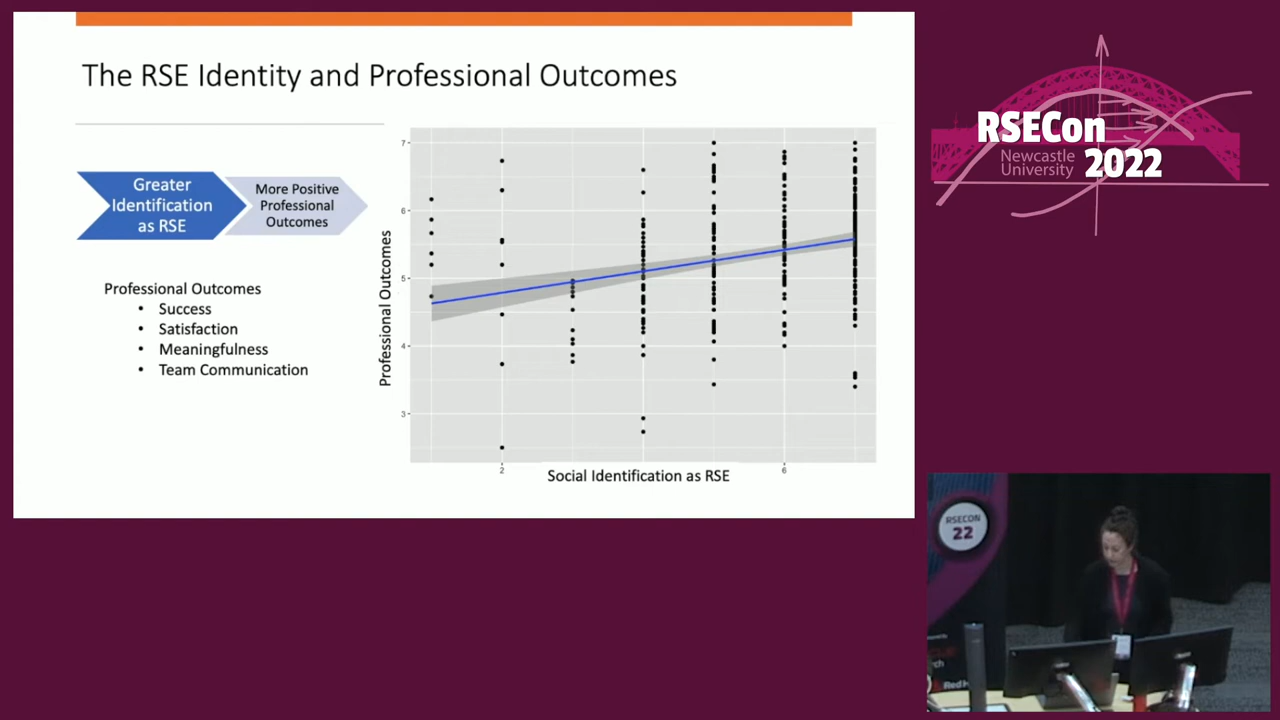 The RSE Identity and Professional Outcomes
Greater
Identification
as RSE
More Positive
Professional
Outcomes
Professional Outcomes
• Success
• Satisfaction
• Meaningfulness
• Team Communication
Professional Outcomes
7
6
5
4
3
2
6
Social Identification as RSE
RSECon
Newcastle
University
2022
RSECON
22